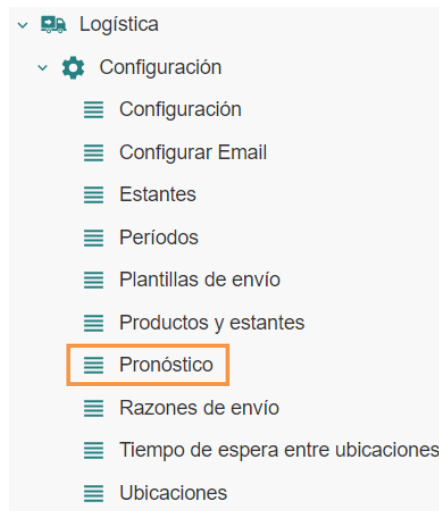 Logística
Configuración
Configuración
Configurar Email
Estantes
Períodos
Plantillas de envío
Productos y estantes
Pronóstico
Razones de envío
Tiempo de espera entre ubicaciones
Ubicaciones